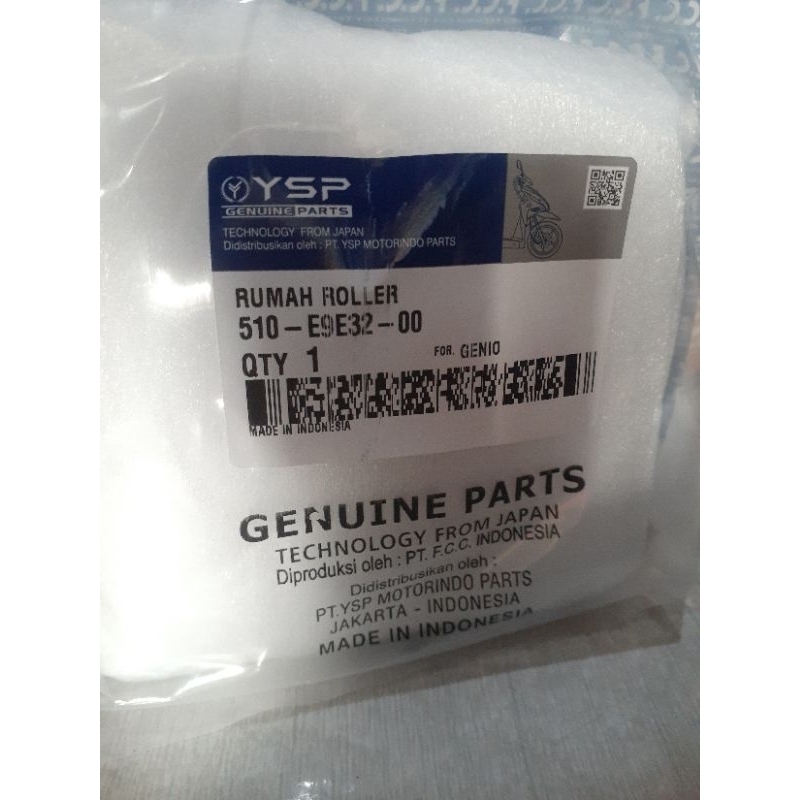 F.C.C. F.C.C. F.C.C.
YSP
GENUINE PARTS
TECHNOLOGY FROM JAPAN
Didistribusikan oleh : PT. YSP MOTORINDO PARTS
RUMAH ROLLER
510-E9E32-00
QTY 1 FOR. GENIO
MADE IN INDONESIA
GENUINE PARTS
TECHNOLOGY FROM JAPAN
Diproduksi oleh : PT. F.C.C. INDONESIA
Didistribusikan oleh :
PT.YSP MOTORINDO PARTS
JAKARTA - INDONESIA
MADE IN INDONESIA